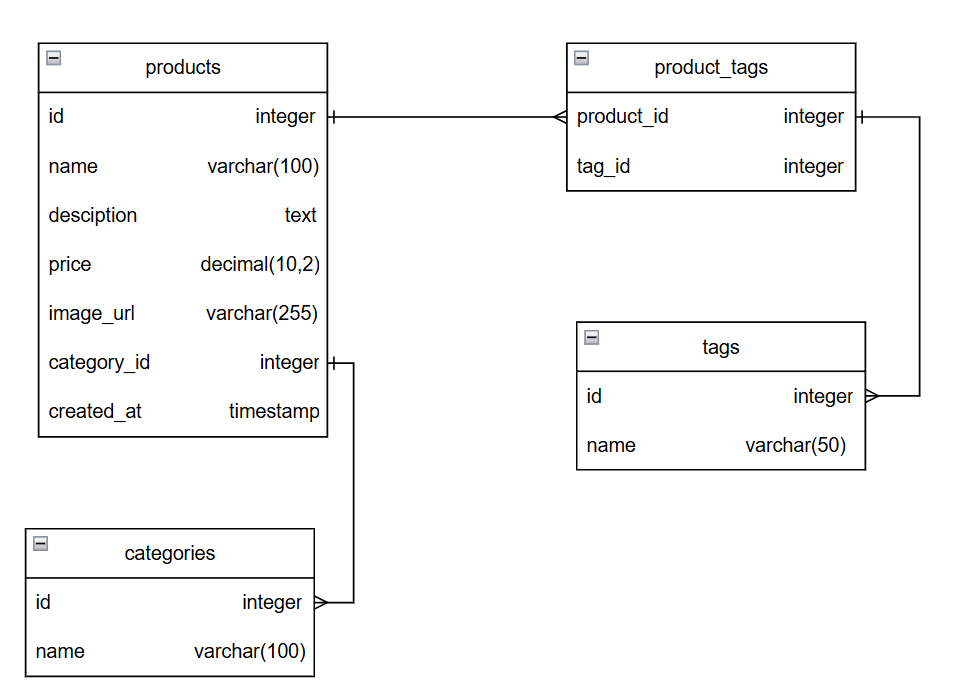 products
id integer
name varchar(100)
desciption text
price decimal(10,2)
image_url varchar(255)
category_id integer
created_at timestamp
product_tags
product_id integer
tag_id integer
tags
id integer
name varchar(50)
categories
id integer
name varchar(100)